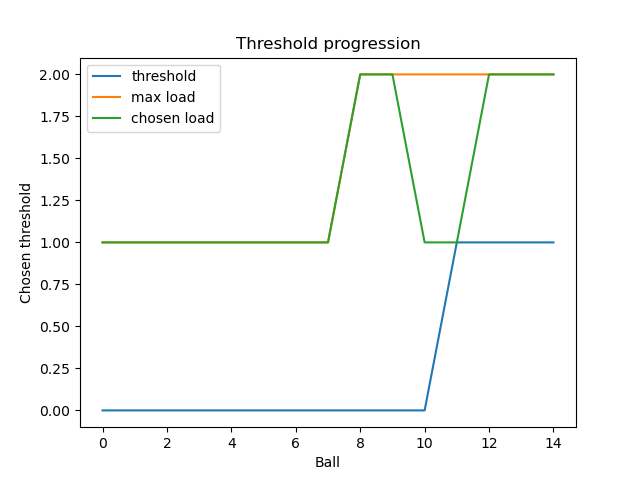 Threshold progression
threshold
max load
chosen load
2.00
1.75
1.50
1.25
1.00
0.75
0.50
0.25
0.00
Chosen threshold
0 2 4 6 8 10 12 14
Ball